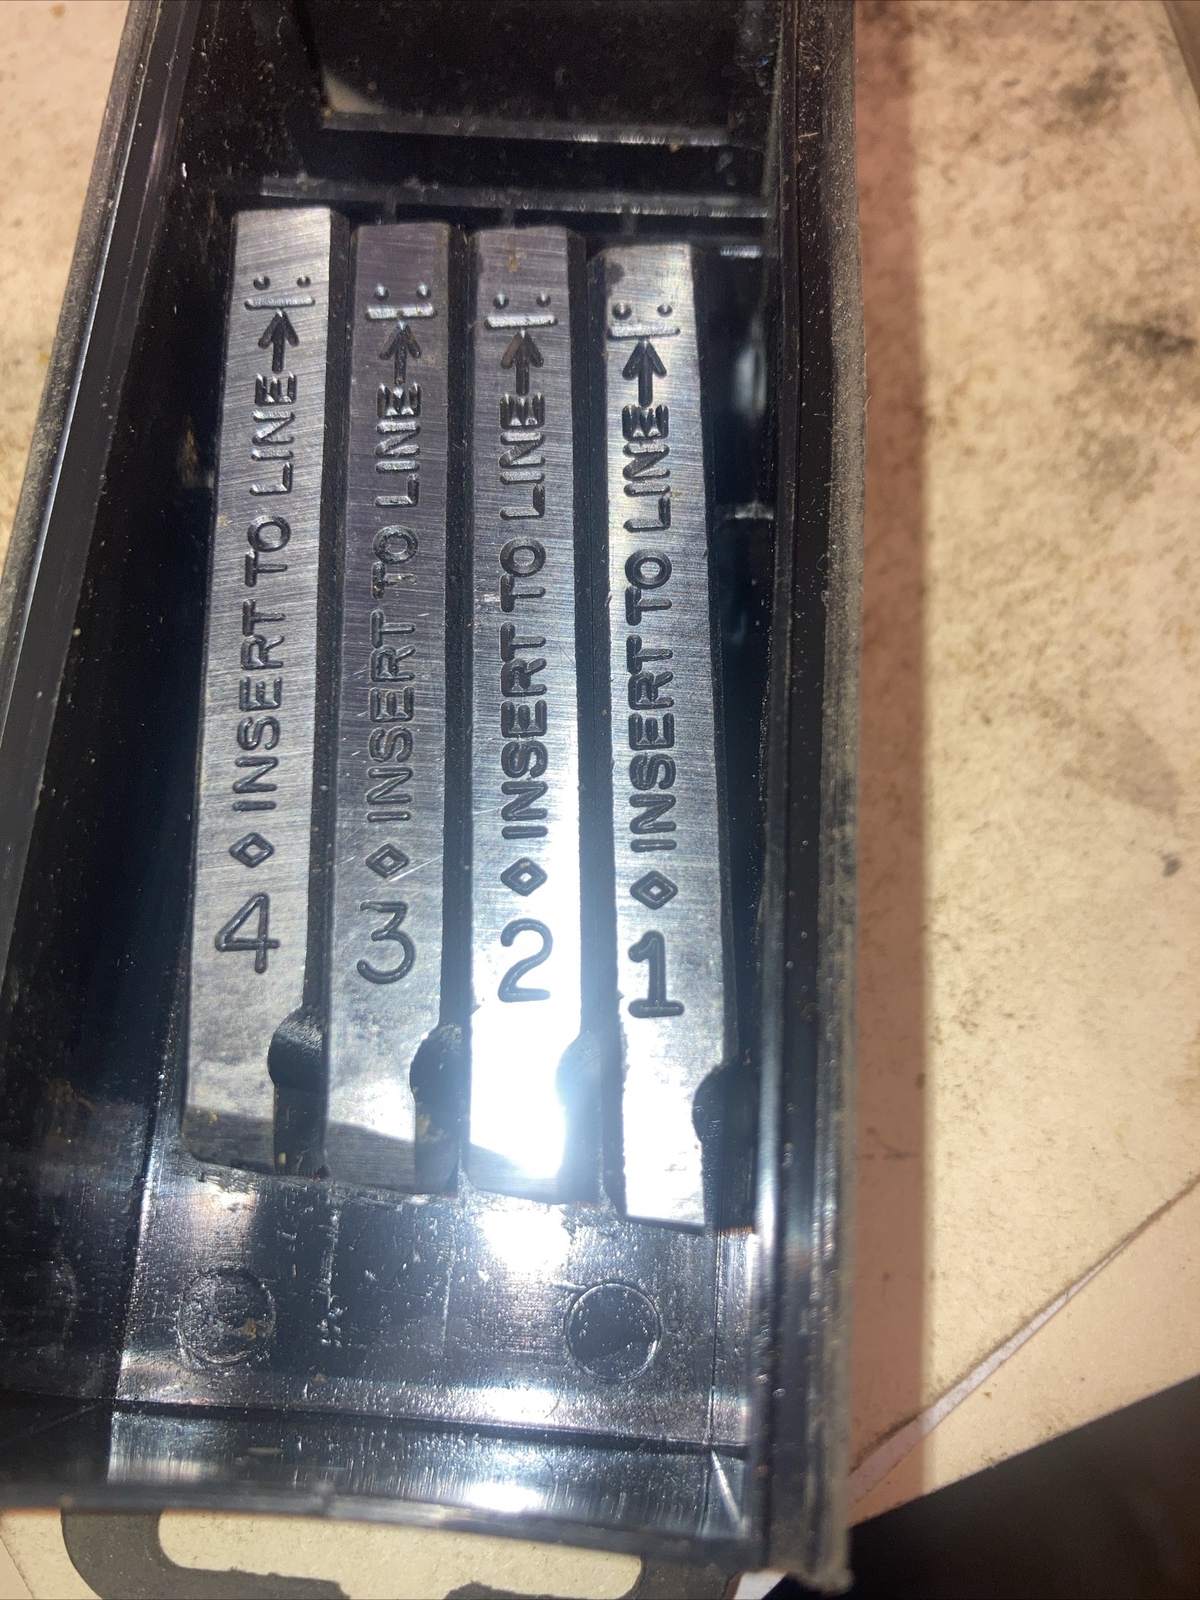 4 ◇ INSERT TO LINE→
3 ◇ INSERT TO LINE→
2 ◇ INSERT TO LINE→
1 ◇ INSERT TO LINE→